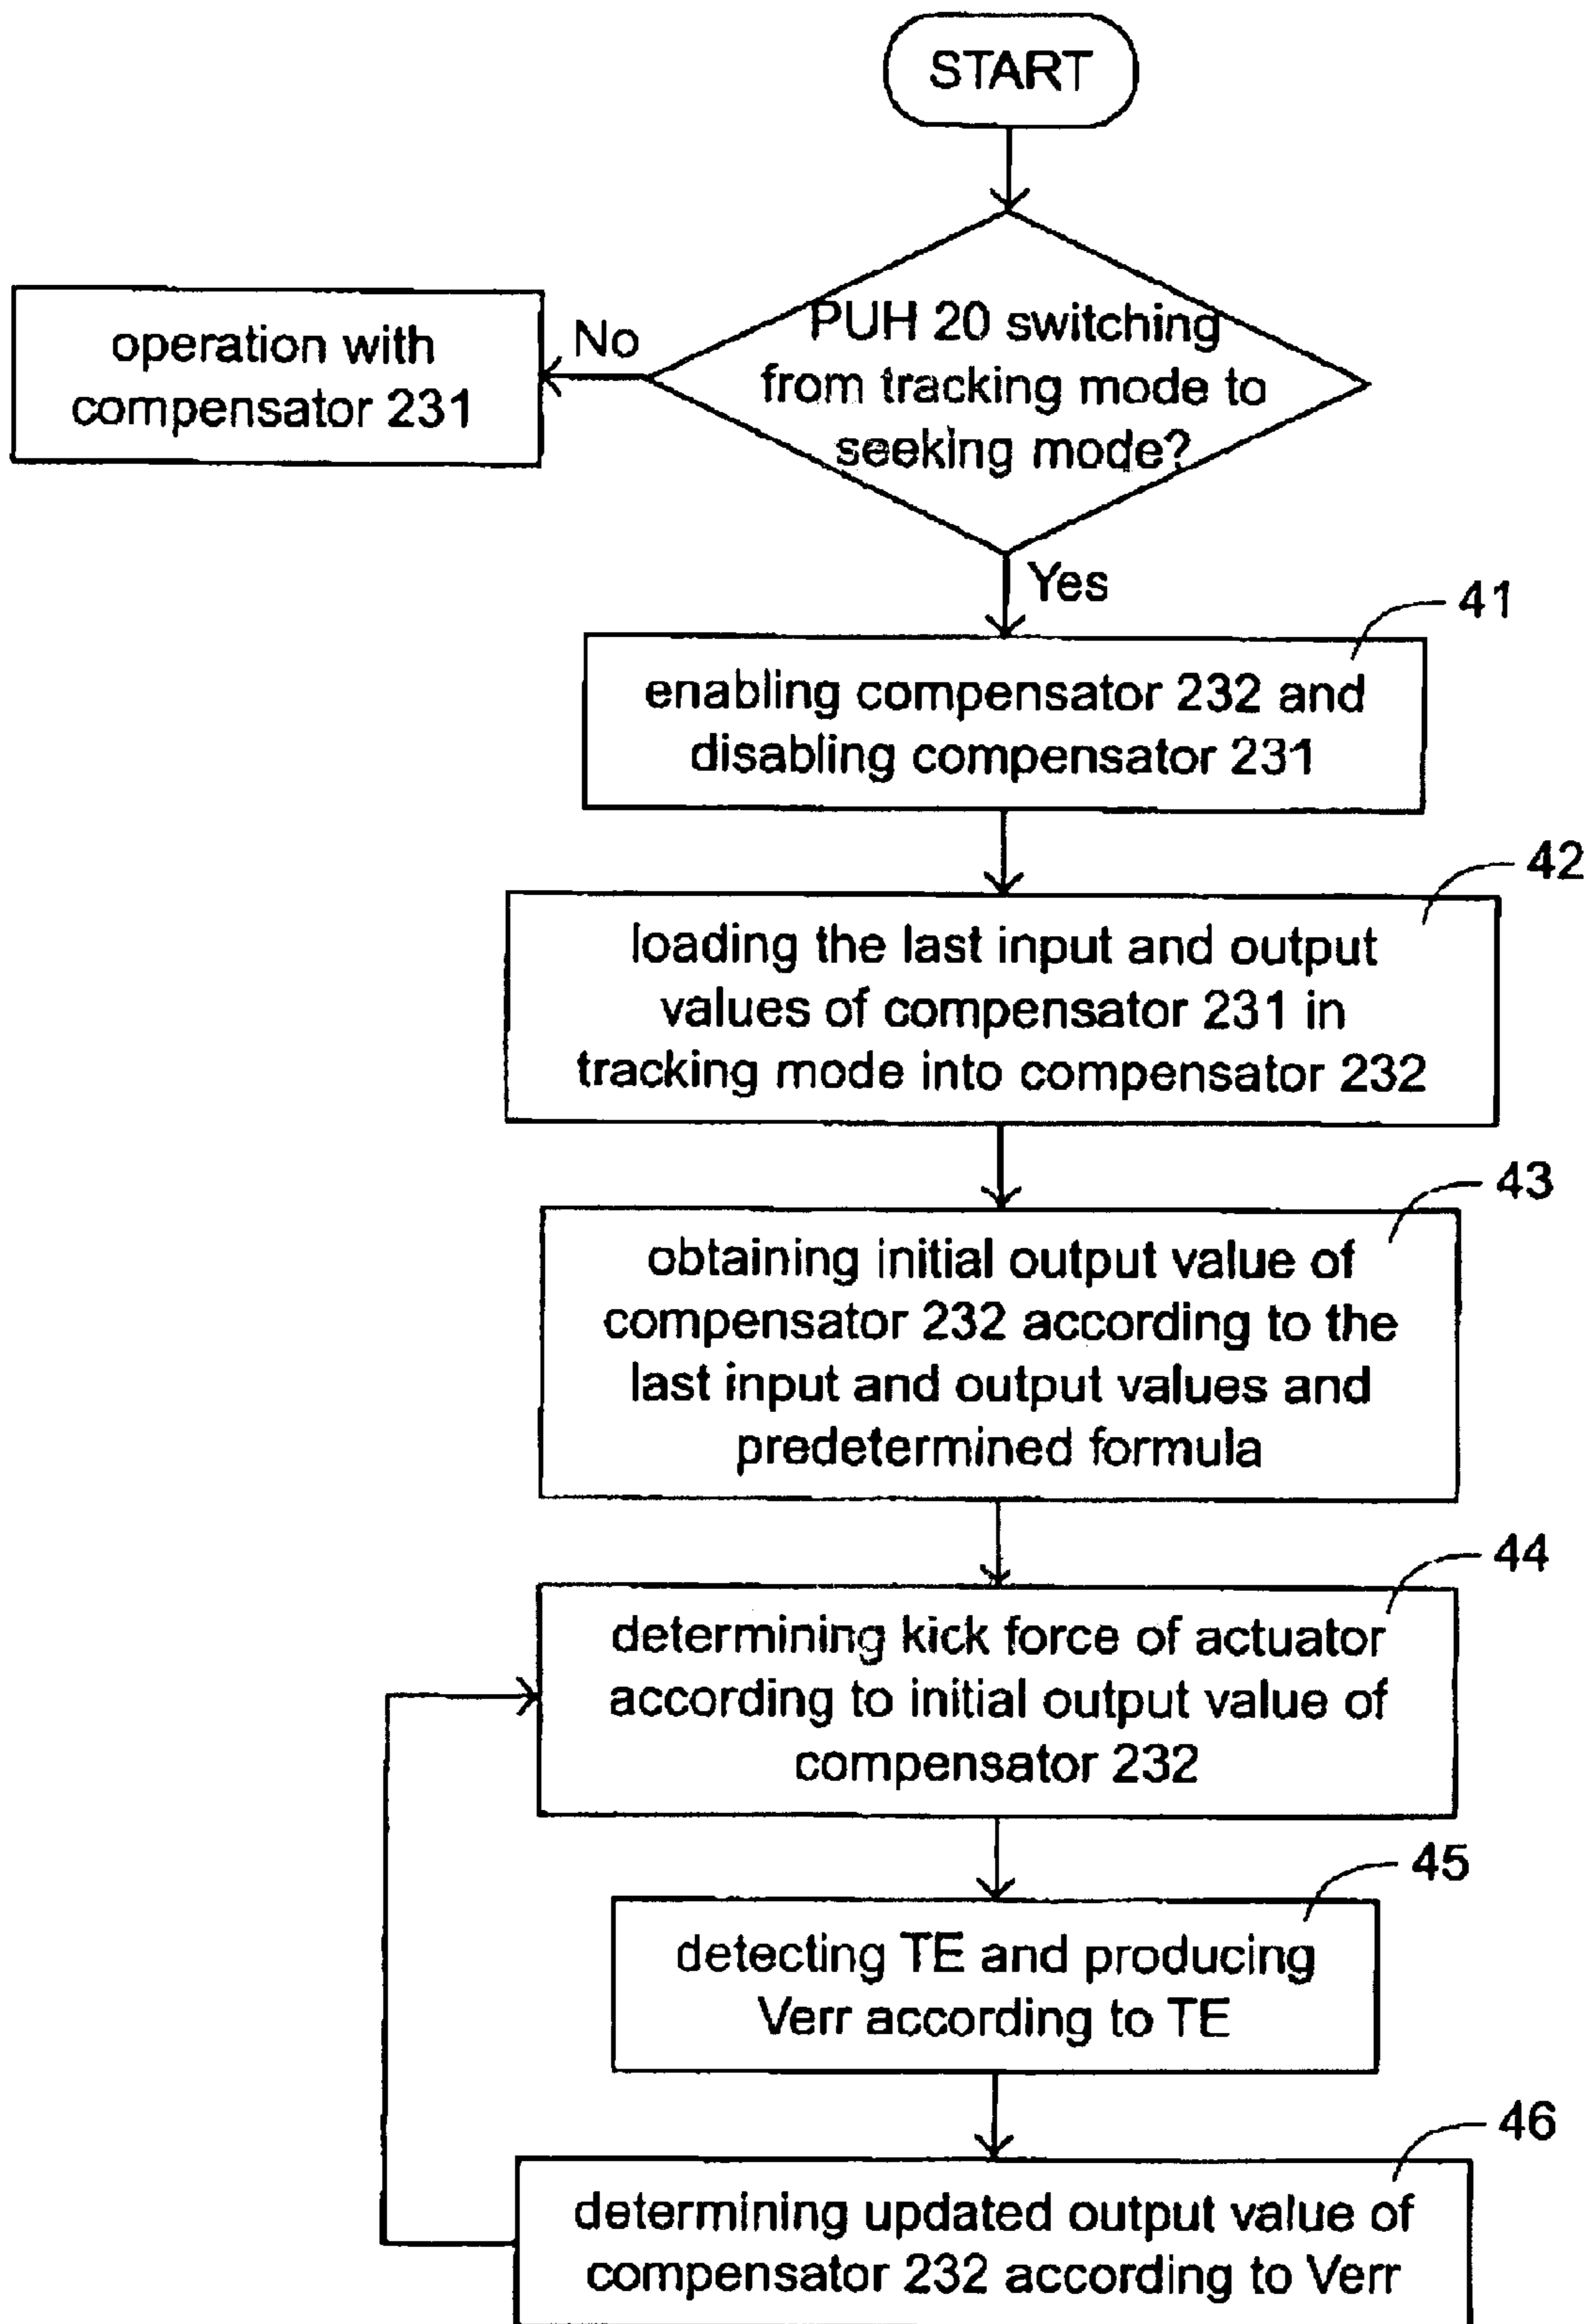 START
PUH 20 switching
from tracking mode to
seeking mode?
No
operation with
compensator 231
Yes
41
enabling compensator 232 and
disabling compensator 231
42
loading the last input and output
values of compensator 231 in
tracking mode into compensator 232
43
obtaining initial output value of
compensator 232 according to the
last input and output values and
predetermined formula
44
determining kick force of actuator
according to initial output value of
compensator 232
45
detecting TE and producing
Verr according to TE
46
determining updated output value of
compensator 232 according to Verr